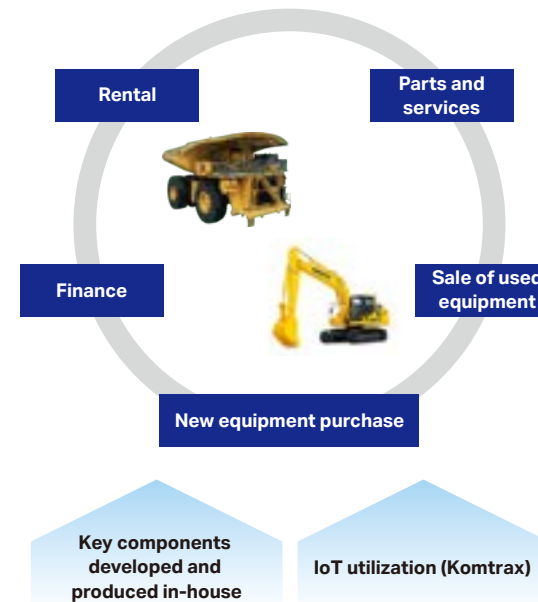 Rental
Parts and
services
Finance
Sale of used
equipment
New equipment purchase
Key components
developed and
produced in-house
IoT utilization (Komtrax)